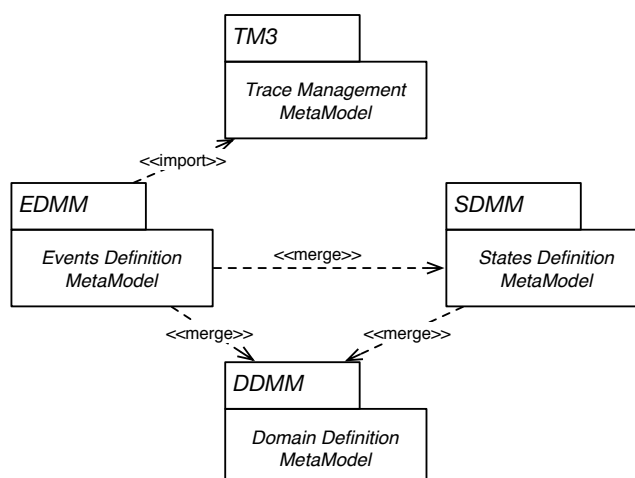 TM3
Trace Management
MetaModel
<<import>>
EDMM
SDMM
Events Definition
MetaModel
<<merge>>
States Definition
MetaModel
<<merge>>
<<merge>>
DDMM
Domain Definition
MetaModel